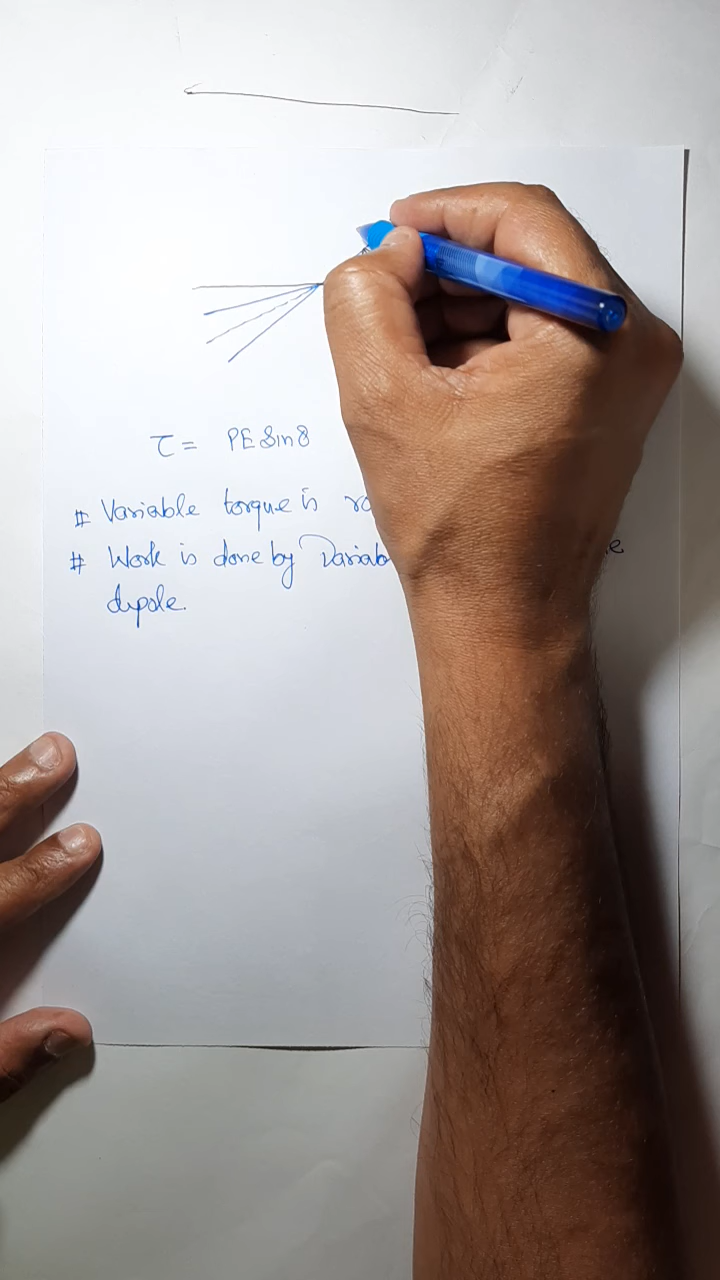 τ = PE Sin θ
# Variable torque is
# Work is done by
dipole.